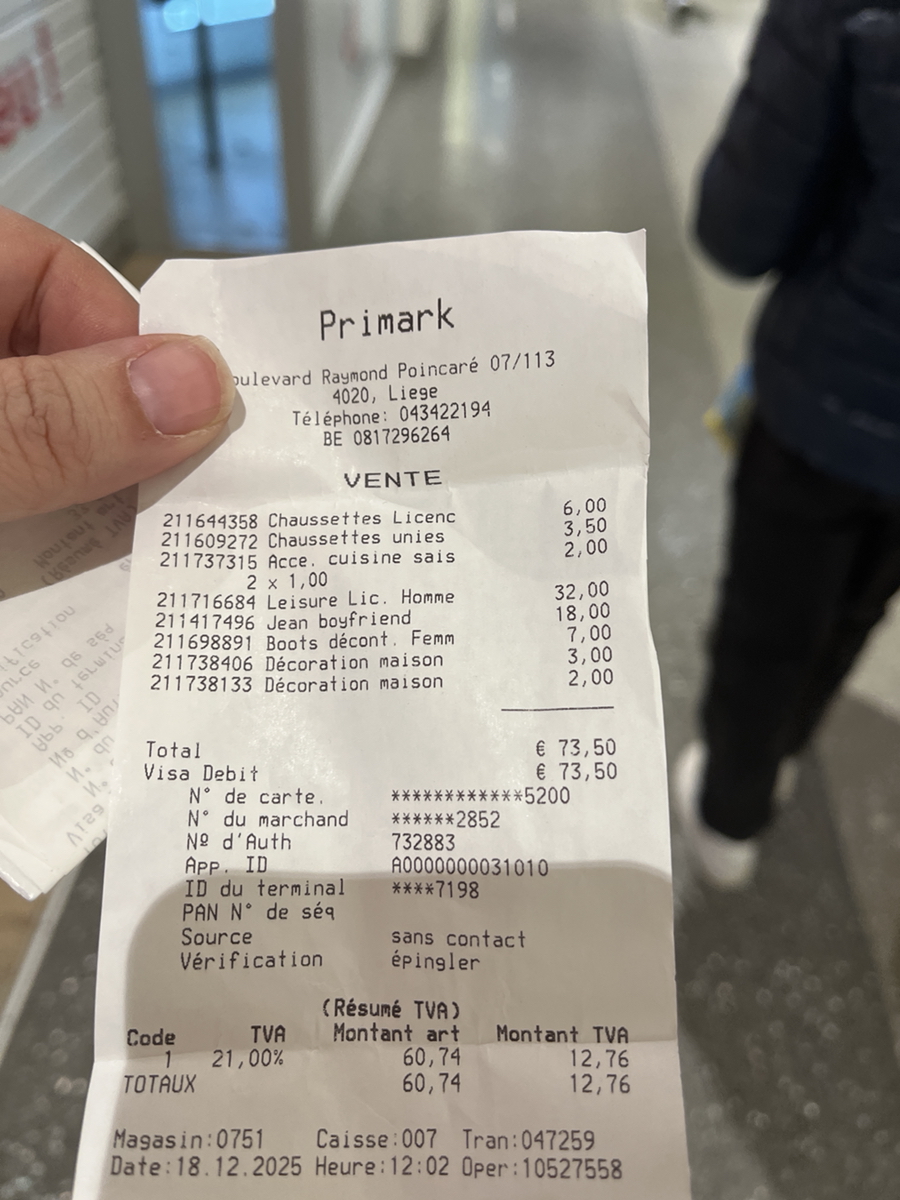 Primark
oulevard Raymond Poincaré 07/113
4020, Liege
Téléphone: 043422194
BE 0817296264
VENTE
211644358 Chaussettes Licenc 6,00
211609272 Chaussettes unies 3,50
211737315 Acce. cuisine sais 2,00
2 x 1,00
211716684 Leisure Lic. Homme 32,00
211417496 Jean boyfriend 18,00
211698891 Boots décont. Femm 7,00
211738406 Décoration maison 3,00
211738133 Décoration maison 2,00
Total € 73,50
Visa Debit € 73,50
N° de carte. ************5200
N° du marchand ******2852
Nº d'Auth 732883
App. ID A0000000031010
ID du terminal ****7198
PAN N° de séq
Source sans contact
Vérification épingler
(Résumé TVA)
Code TVA Montant art Montant TVA
1 21,00% 60,74 12,76
TOTAUX 60,74 12,76
Magasin:0751 Caisse:007 Tran:047259
Date:18.12.2025 Heure:12:02 Oper:10527558